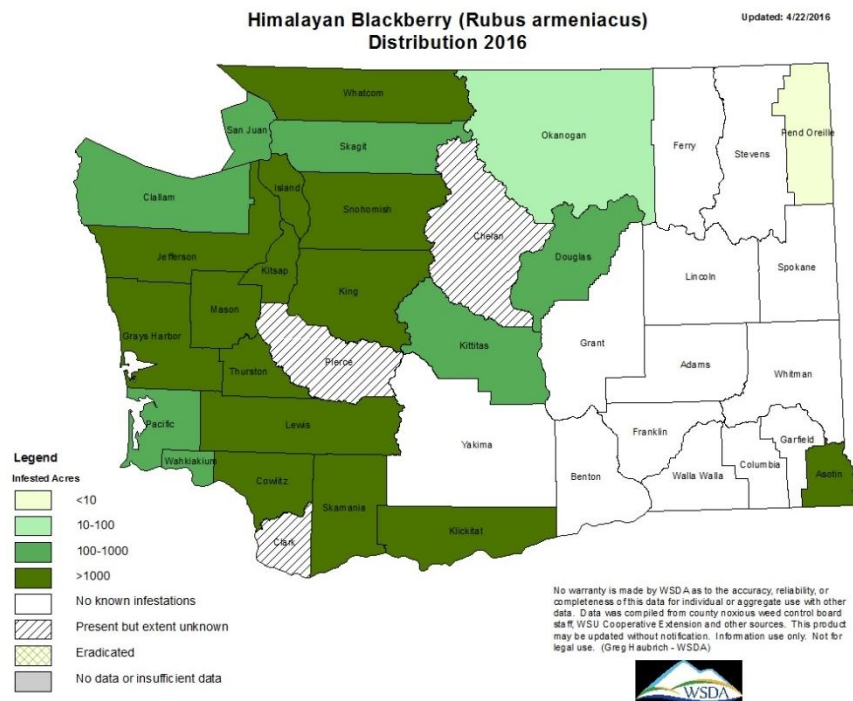 Himalayan Blackberry (Rubus armeniacus)
Distribution 2016
Updated: 4/22/2016
Whatcom
San Juan
Skagit
Okanogan
Ferry
Stevens
Pend Oreille
Clallam
Island
Snohomish
Chelan
Jefferson
Kitsap
King
Douglas
Lincoln
Spokane
Mason
Grays Harbor
Kittitas
Grant
Pierce
Thurston
Adams
Whitman
Pacific
Lewis
Yakima
Franklin
Garfield
Wahkiakium
Cowlitz
Benton
Walla Walla
Columbia
Asotin
Skamania
Clark
Klickitat
Legend
Infested Acres
<10
10-100
100-1000
>1000
No known infestations
Present but extent unknown
Eradicated
No data or insufficient data
No warranty is made by WSDA as to the accuracy, reliability, or
completeness of this data for individual or aggregate use with other
data. Data was compiled from county noxious weed control board
staff, WSU Cooperative Extension and other sources. This product
may be updated without notification. Information use only. Not for
legal use. (Greg Haubrich - WSDA)
WSDA